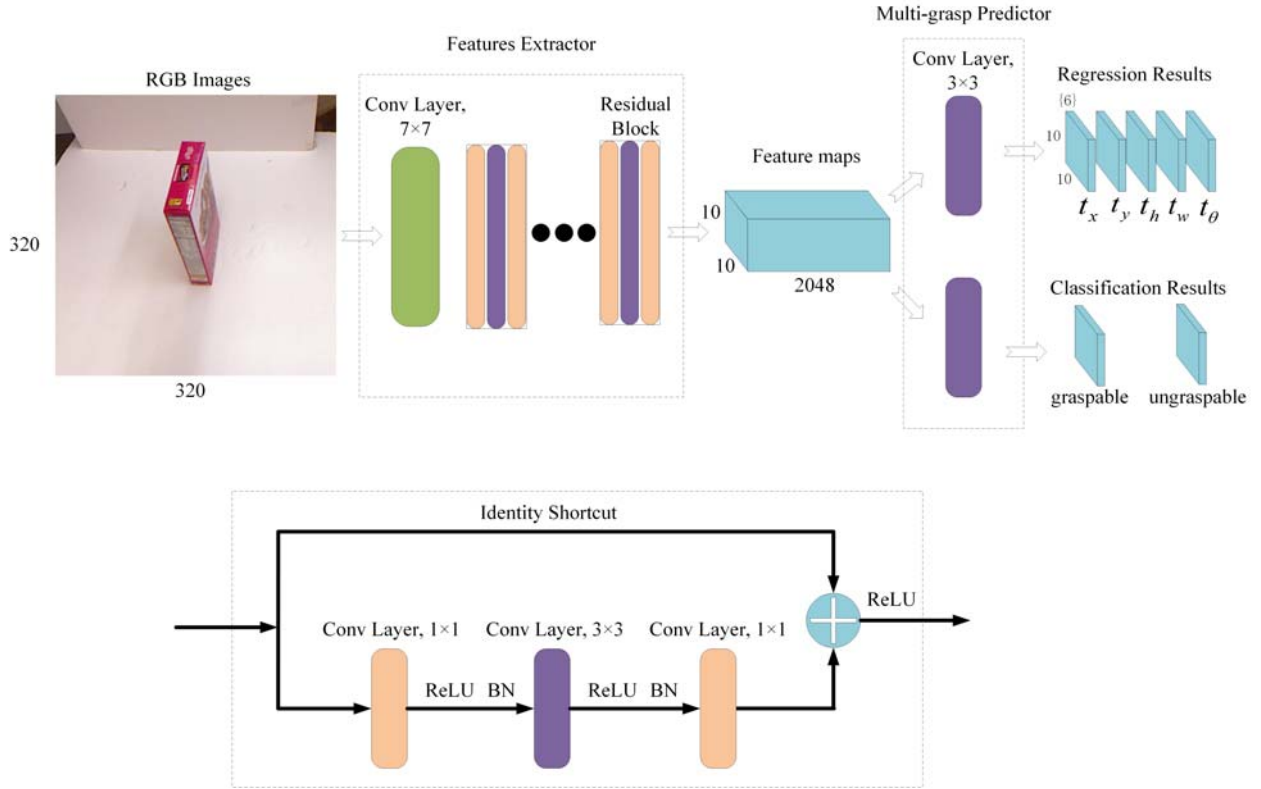 Multi-grasp Predictor
Features Extractor
RGB Images
Conv Layer,
7×7
Residual
Block
Conv Layer,
3×3
Regression Results
{6}
10
10
t_x t_y t_h t_w t_θ
Feature maps
10
10
2048
320
320
Classification Results
graspable
ungraspable
Identity Shortcut
ReLU
Conv Layer, 1×1
Conv Layer, 3×3
Conv Layer, 1×1
ReLU BN
ReLU BN